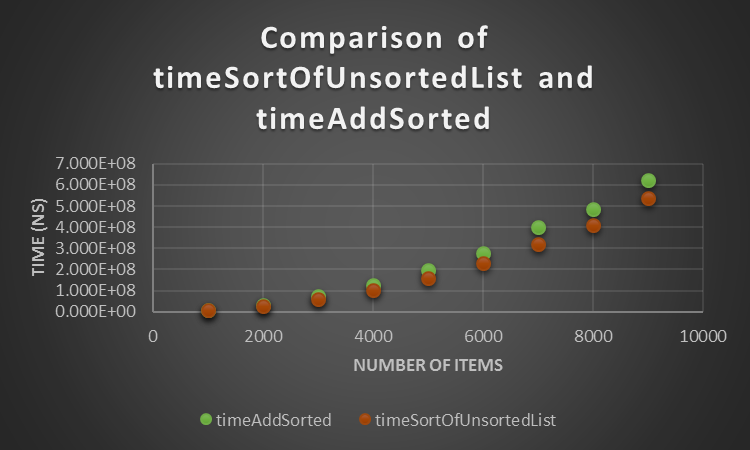 Comparison of
timeSortOfUnsortedList and
timeAddSorted
7.000E+08
6.000E+08
5.000E+08
4.000E+08
3.000E+08
2.000E+08
1.000E+08
0.000E+00
TIME (NS)
0 2000 4000 6000 8000 10000
NUMBER OF ITEMS
timeAddSorted timeSortOfUnsortedList